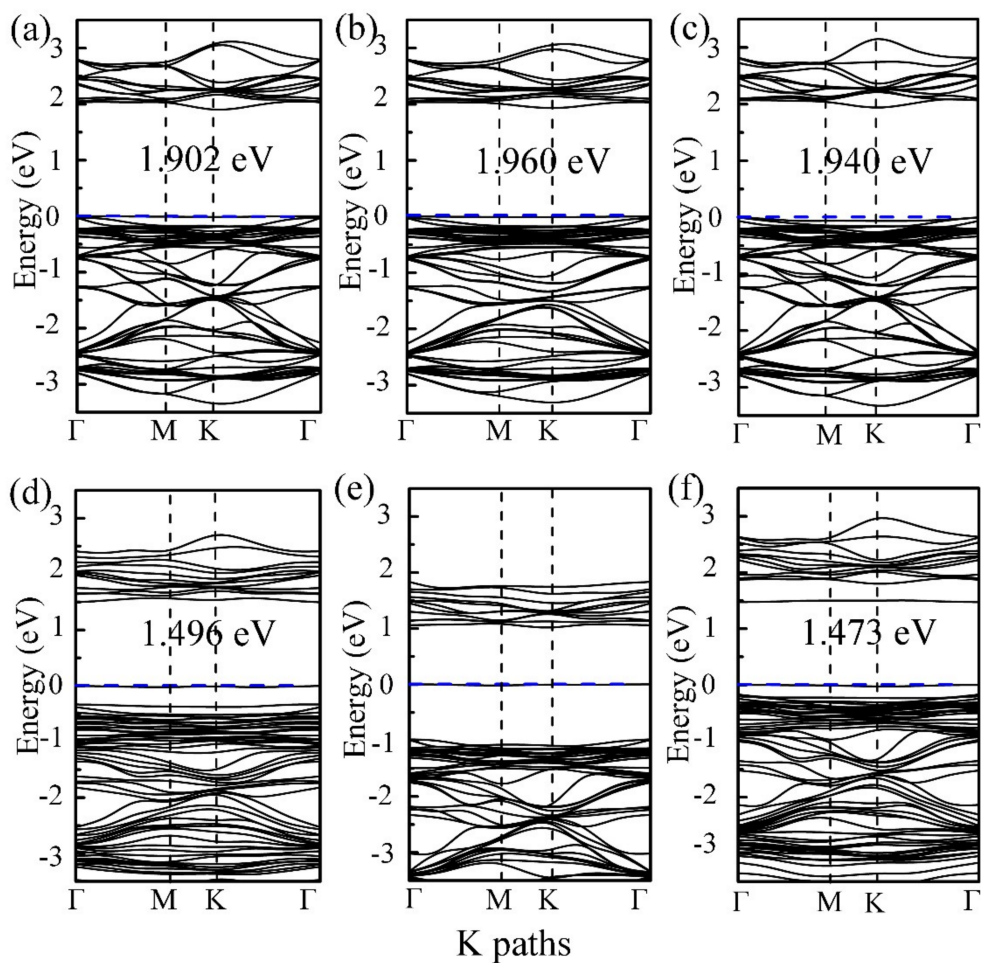 (a) (b) (c)
3 3 3
2 2 2
1 1 1
1.902 eV 1.960 eV 1.940 eV
0 0 0
-1 -1 -1
-2 -2 -2
-3 -3 -3
Energy (eV) Energy (eV) Energy (eV)
Γ M K Γ Γ M K Γ Γ M K Γ
(d) (e) (f)
3 3 3
2 2 2
1 1 1
1.496 eV 1.473 eV
0 0 0
-1 -1 -1
-2 -2 -2
-3 -3 -3
Energy (eV) Energy (eV) Energy (eV)
Γ M K Γ Γ M K Γ Γ M K Γ
K paths